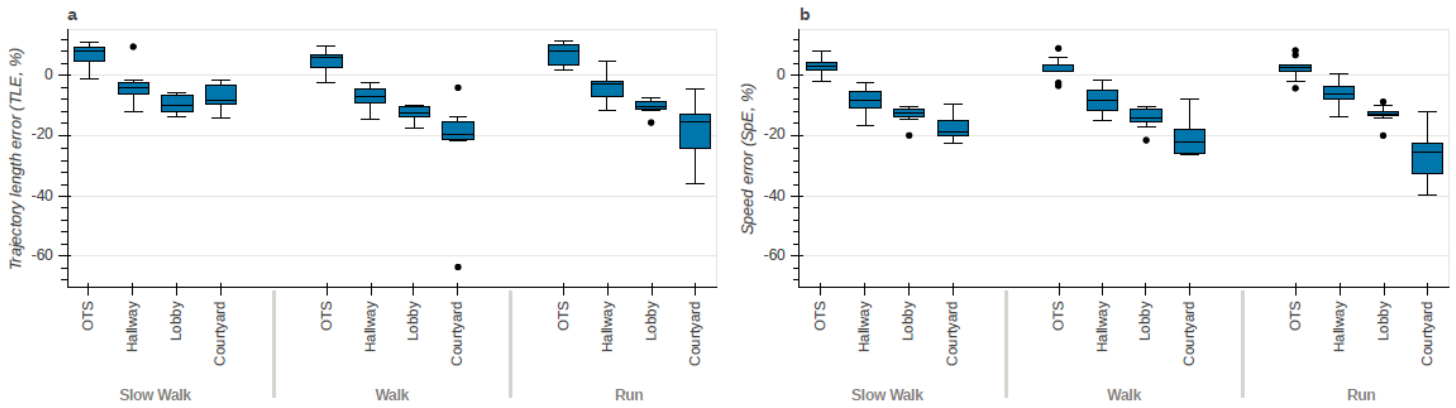 a
Trajectory length error (TLE, %)
0
-20
-40
-60
OTS
Hallway
Lobby
Courtyard
OTS
Hallway
Lobby
Courtyard
OTS
Hallway
Lobby
Courtyard
Slow Walk
Walk
Run
b
Speed error (SpE, %)
0
-20
-40
-60
OTS
Hallway
Lobby
Courtyard
OTS
Hallway
Lobby
Courtyard
OTS
Hallway
Lobby
Courtyard
Slow Walk
Walk
Run